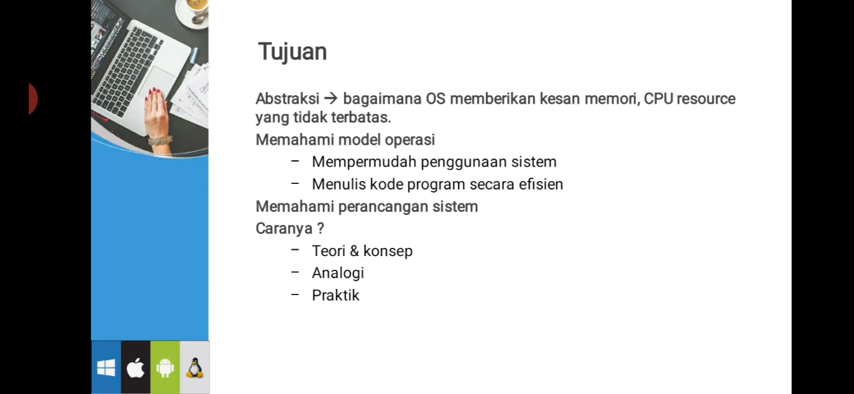 Tujuan
Abstraksi → bagaimana OS memberikan kesan memori, CPU resource
yang tidak terbatas.
Memahami model operasi
– Mempermudah penggunaan sistem
– Menulis kode program secara efisien
Memahami perancangan sistem
Caranya ?
– Teori & konsep
– Analogi
– Praktik